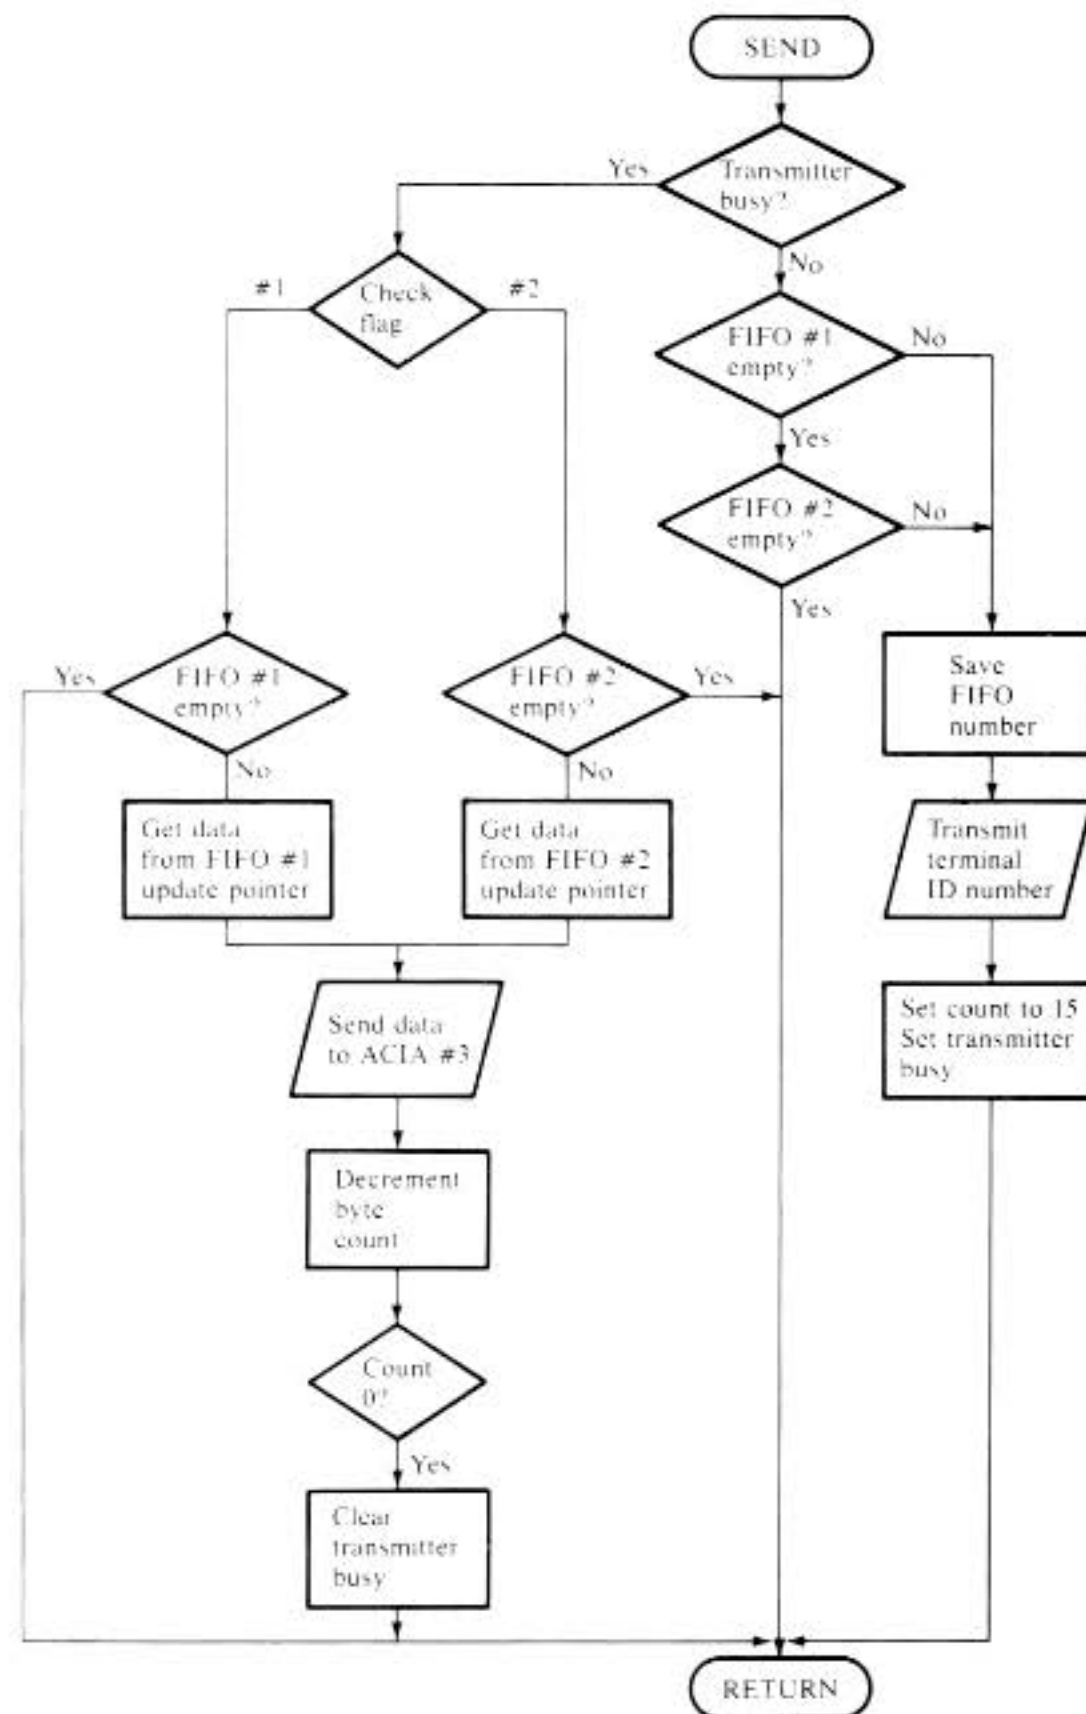 SEND
Yes
Transmitter
busy?
No
#1
Check
flag
#2
FIFO #1
empty?
No
Yes
FIFO #2
empty?
No
Yes
Yes
FIFO #1
empty?
No
FIFO #2
empty?
Yes
No
Save
FIFO
number
Get data
from FIFO #1
update pointer
Get data
from FIFO #2
update pointer
Transmit
terminal
ID number
Send data
to ACIA #3
Set count to 15
Set transmitter
busy
Decrement
byte
count
Count
0?
Yes
Clear
transmitter
busy
RETURN